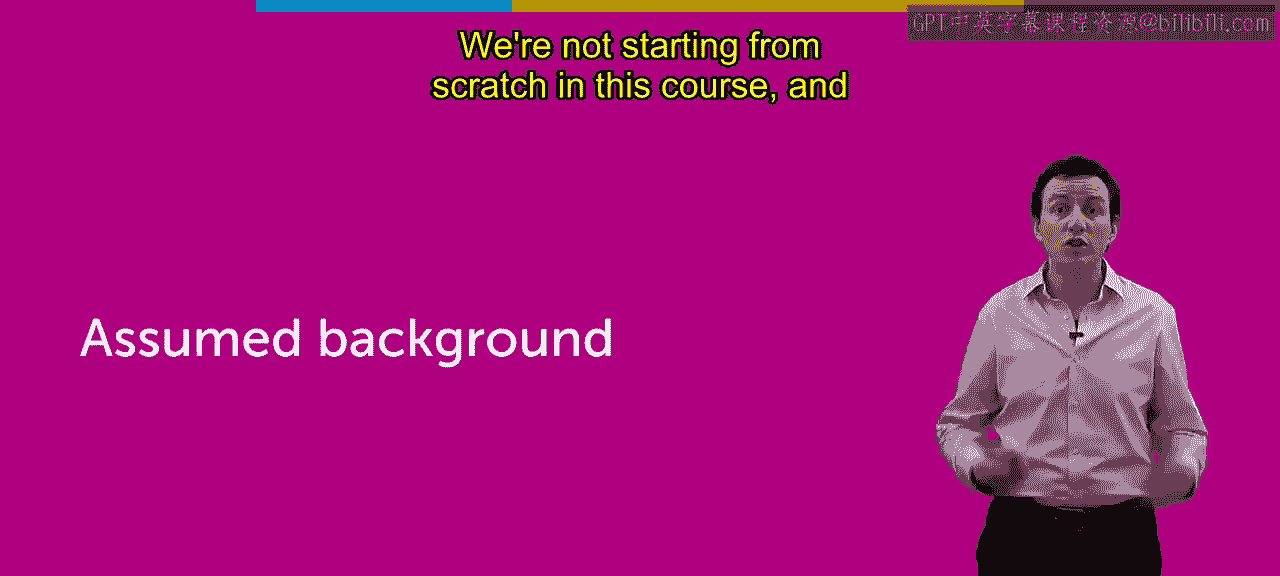 GPT中英字幕课程资源@bilibili.com
We're not starting from
scratch in this course, and
Assumed background